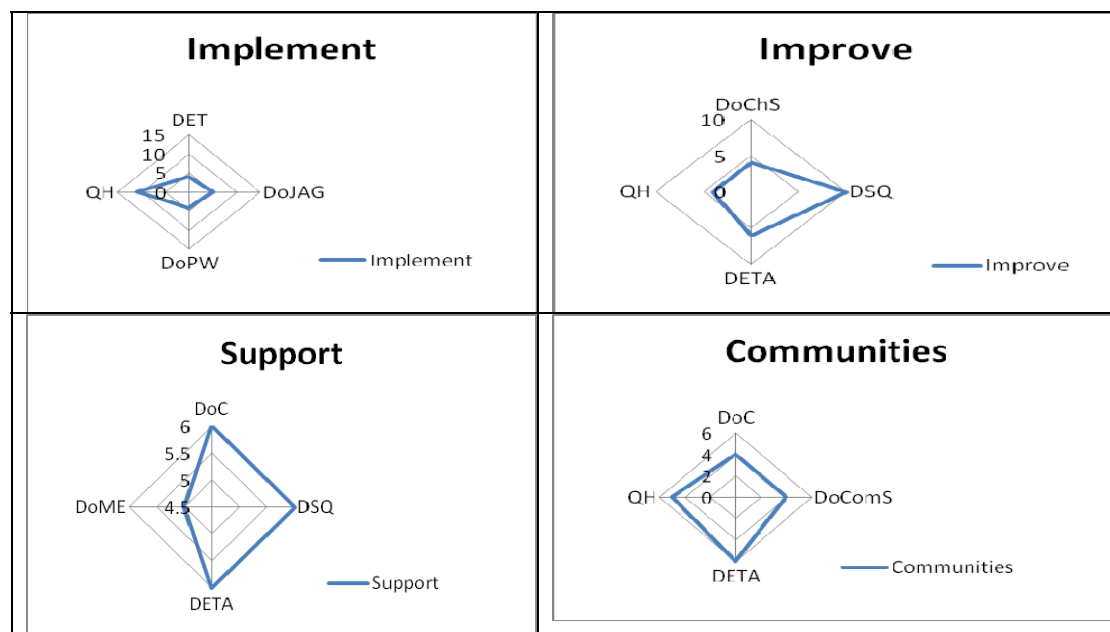 Implement
DET
15
10
5
0
QH
DoJAG
DoPW
Implement
Improve
DoChS
10
5
0
QH
DSQ
DETA
Improve
Support
DoC
6
5.5
5
4.5
DoME
DSQ
DETA
Support
Communities
DoC
6
4
2
0
QH
DoComS
DETA
Communities